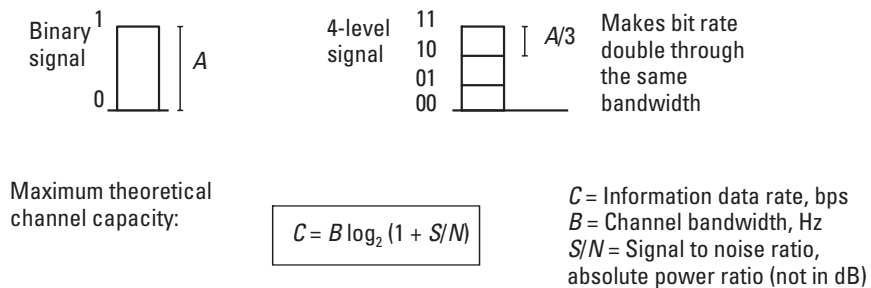 Binary
signal
1
0
A
4-level
signal
11
10
01
00
A/3
Makes bit rate
double through
the same
bandwidth
Maximum theoretical
channel capacity:
C = B log₂ (1 + S/N)
C = Information data rate, bps
B = Channel bandwidth, Hz
S/N = Signal to noise ratio,
absolute power ratio (not in dB)